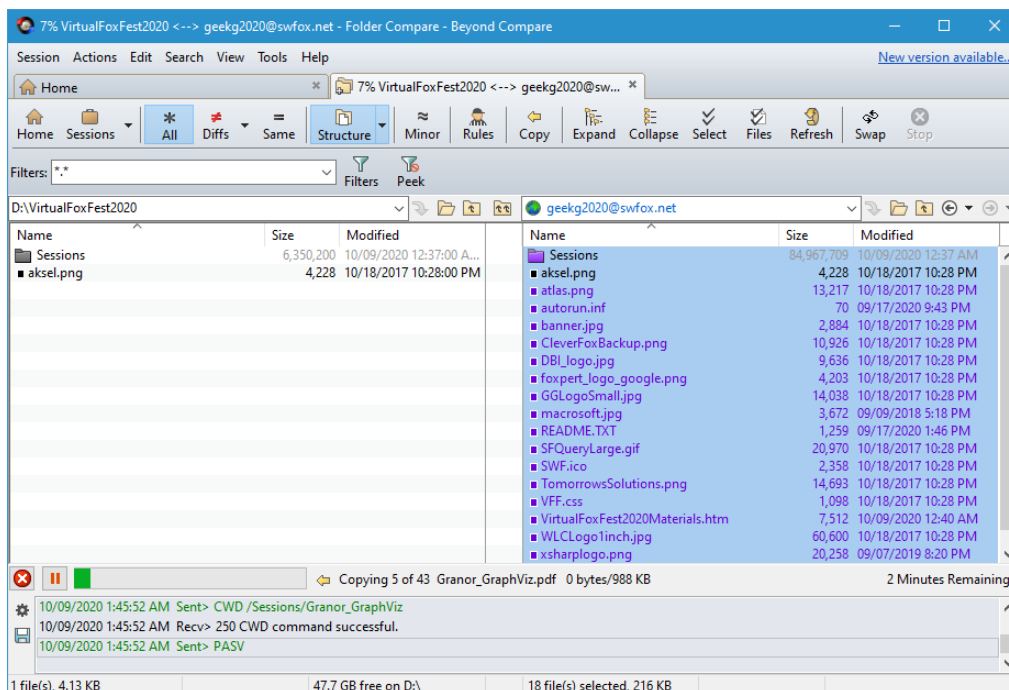 7% VirtualFoxFest2020 <--> geekg2020@swfox.net - Folder Compare - Beyond Compare
Session Actions Edit Search View Tools Help New version available..
Home 7% VirtualFoxFest2020 <--> geekg2020@sw...
Home Sessions All Diffs Same Structure Minor Rules Copy Expand Collapse Select Files Refresh Swap Stop
Filters: *.* Filters Peek
D:\VirtualFoxFest2020 geekg2020@swfox.net
Name Size Modified Name Size Modified
Sessions 6,350,200 10/09/2020 12:37:00 A... Sessions 84,967,709 10/09/2020 12:37 AM
aksel.png 4,228 10/18/2017 10:28:00 PM aksel.png 4,228 10/18/2017 10:28 PM
atlas.png 13,217 10/18/2017 10:28 PM
autorun.inf 70 09/17/2020 9:43 PM
banner.jpg 2,884 10/18/2017 10:28 PM
CleverFoxBackup.png 10,926 10/18/2017 10:28 PM
DBI_logo.jpg 9,636 10/18/2017 10:28 PM
foxpert_logo_google.png 4,203 10/18/2017 10:28 PM
GGLogoSmall.jpg 14,038 10/18/2017 10:28 PM
macrosoft.jpg 3,672 09/09/2018 5:18 PM
README.TXT 1,259 09/17/2020 1:46 PM
SFQueryLarge.gif 20,970 10/18/2017 10:28 PM
SWF.ico 2,358 10/18/2017 10:28 PM
TomorrowsSolutions.png 14,693 10/18/2017 10:28 PM
VFF.css 1,098 10/18/2017 10:28 PM
VirtualFoxFest2020Materials.htm 7,512 10/09/2020 12:40 AM
WLCLogo1inch.jpg 60,600 10/18/2017 10:28 PM
xsharplogo.png 20,258 09/07/2019 8:20 PM
Copying 5 of 43 Granor_GraphViz.pdf 0 bytes/988 KB 2 Minutes Remaining
10/09/2020 1:45:52 AM Sent> CWD /Sessions/Granor_GraphViz
10/09/2020 1:45:52 AM Recv> 250 CWD command successful.
10/09/2020 1:45:52 AM Sent> PASV
1 file(s), 4.13 KB 47.7 GB free on D:\ 18 file(s) selected, 216 KB